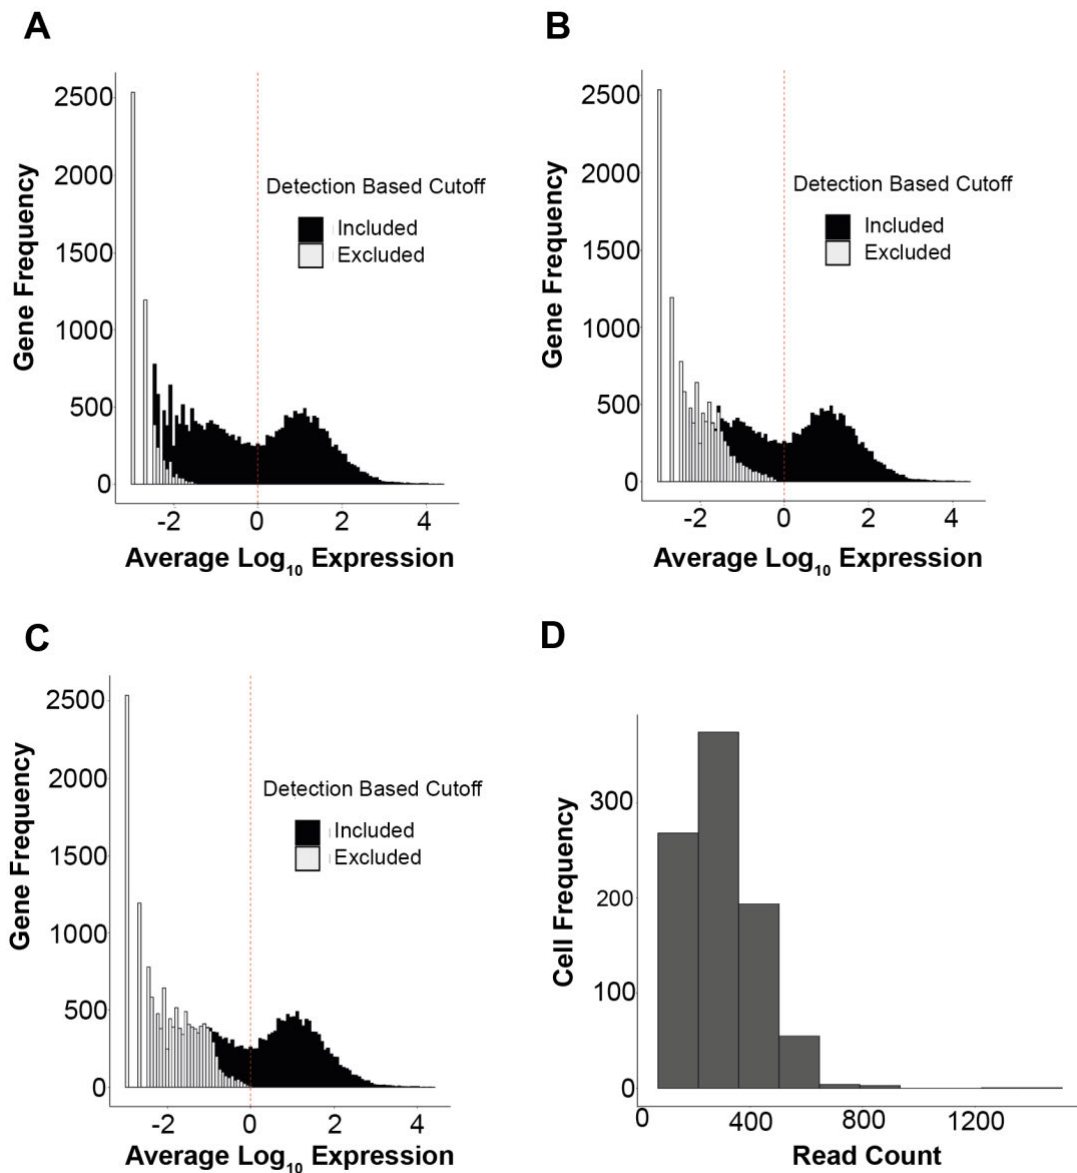 A
2500
2000
1500
1000
500
0
Gene Frequency
Detection Based Cutoff
Included
Excluded
-2 0 2 4
Average Log10 Expression
B
2500
2000
1500
1000
500
0
Gene Frequency
Detection Based Cutoff
Included
Excluded
-2 0 2 4
Average Log10 Expression
C
2500
2000
1500
1000
500
0
Gene Frequency
Detection Based Cutoff
Included
Excluded
-2 0 2 4
Average Log10 Expression
D
300
200
100
0
Cell Frequency
0 400 800 1200
Read Count